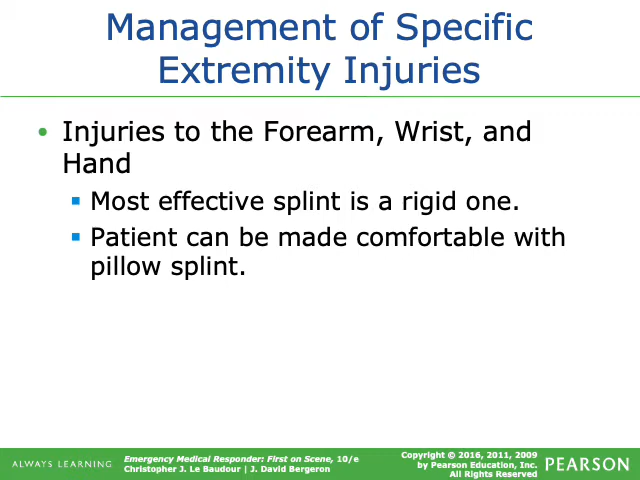 Management of Specific
Extremity Injuries
• Injuries to the Forearm, Wrist, and
Hand
▪ Most effective splint is a rigid one.
▪ Patient can be made comfortable with
pillow splint.
ALWAYS LEARNING
Emergency Medical Responder: First on Scene, 10/e
Christopher J. Le Baudour | J. David Bergeron
Copyright © 2016, 2011, 2009
by Pearson Education, Inc.
All Rights Reserved
PEARSON